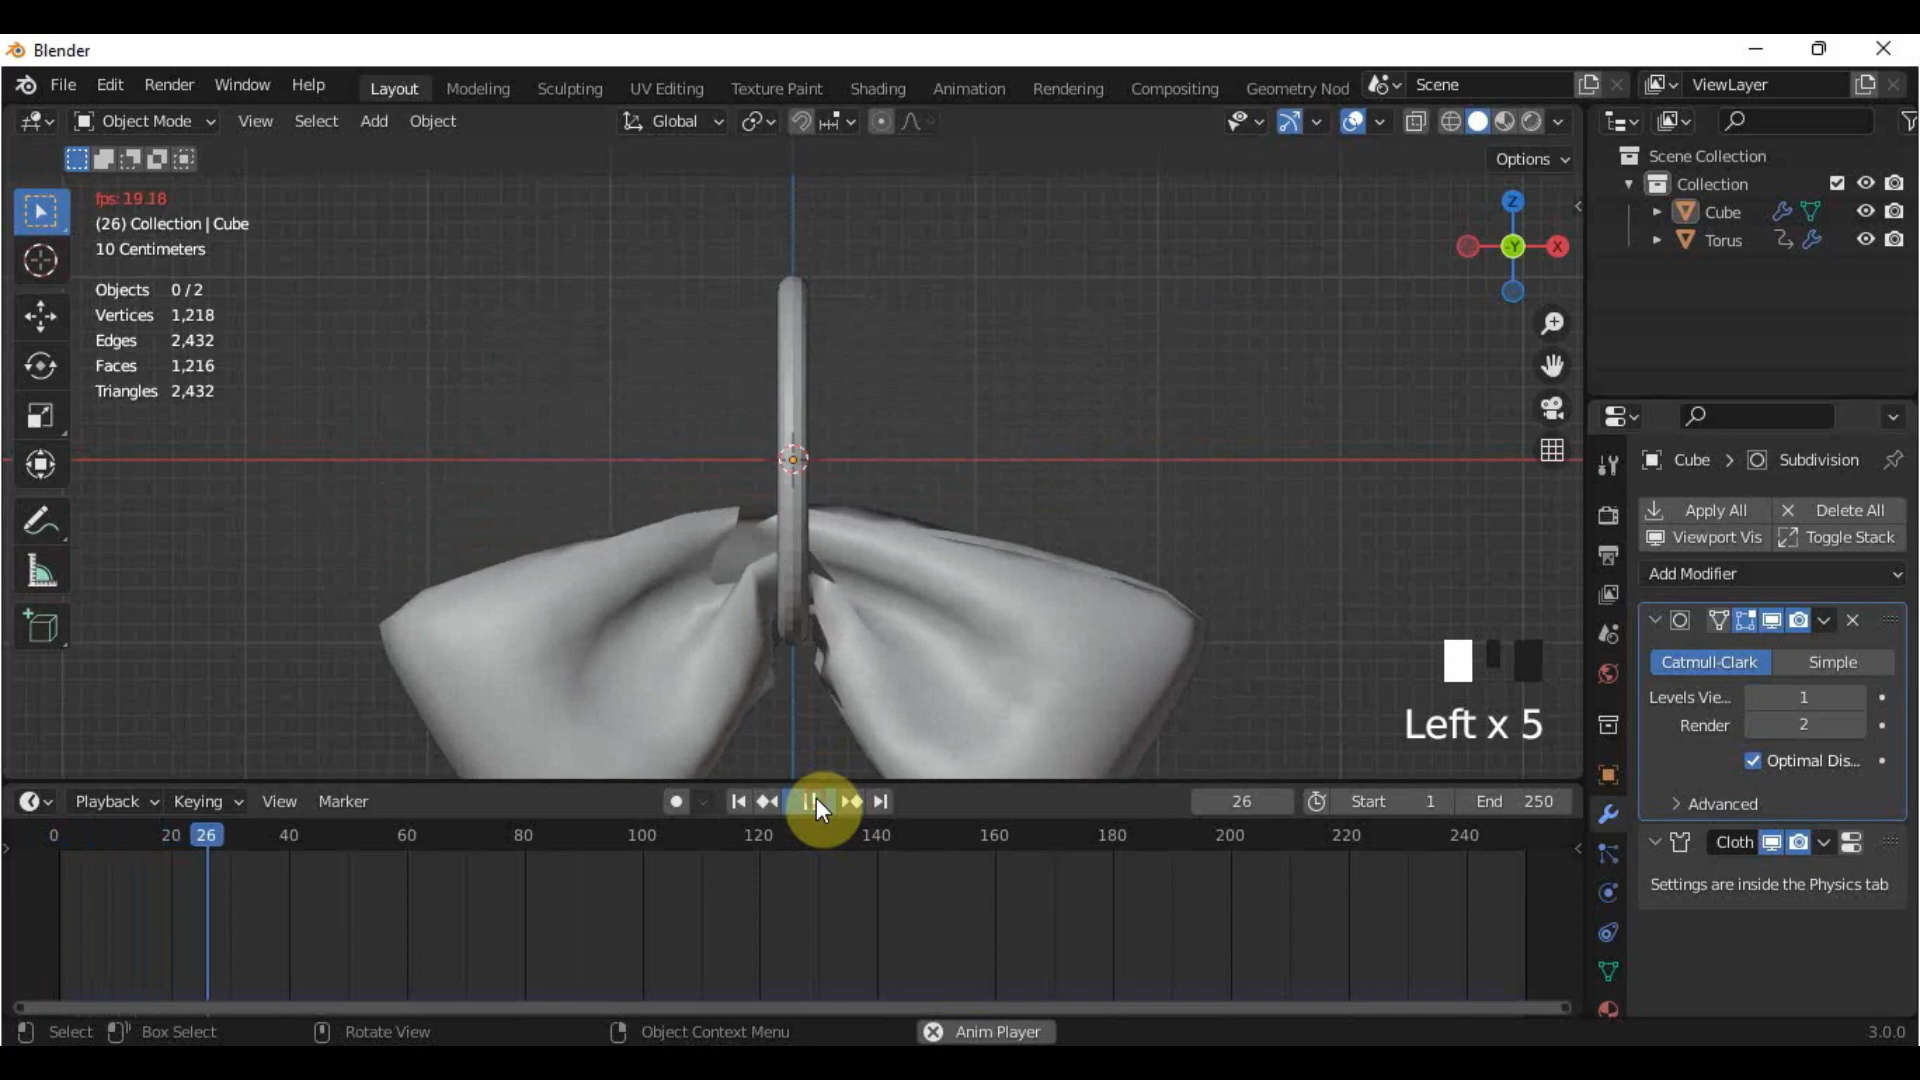 Blender
File Edit Render Window Help Layout Modeling Sculpting UV Editing Texture Paint Shading Animation Rendering Compositing Geometry Nod Scene ViewLayer
Object Mode View Select Add Object Global
Options
fps: 19.18
(26) Collection | Cube
10 Centimeters
Objects 0/2
Vertices 1,218
Edges 2,432
Faces 1,216
Triangles 2,432
Z
-Y X
Left x 5
Scene Collection
Collection
Cube
Torus
Cube > Subdivision
Apply All Delete All
Viewport Vis Toggle Stack
Add Modifier
Catmull-Clark Simple
Levels Vie... 1
Render 2
Optimal Dis...
Advanced
Cloth
Settings are inside the Physics tab
Playback Keying View Marker 26 Start 1 End 250
0 20 26 40 60 80 100 120 140 160 180 200 220 240
Select Box Select Rotate View Object Context Menu Anim Player 3.0.0